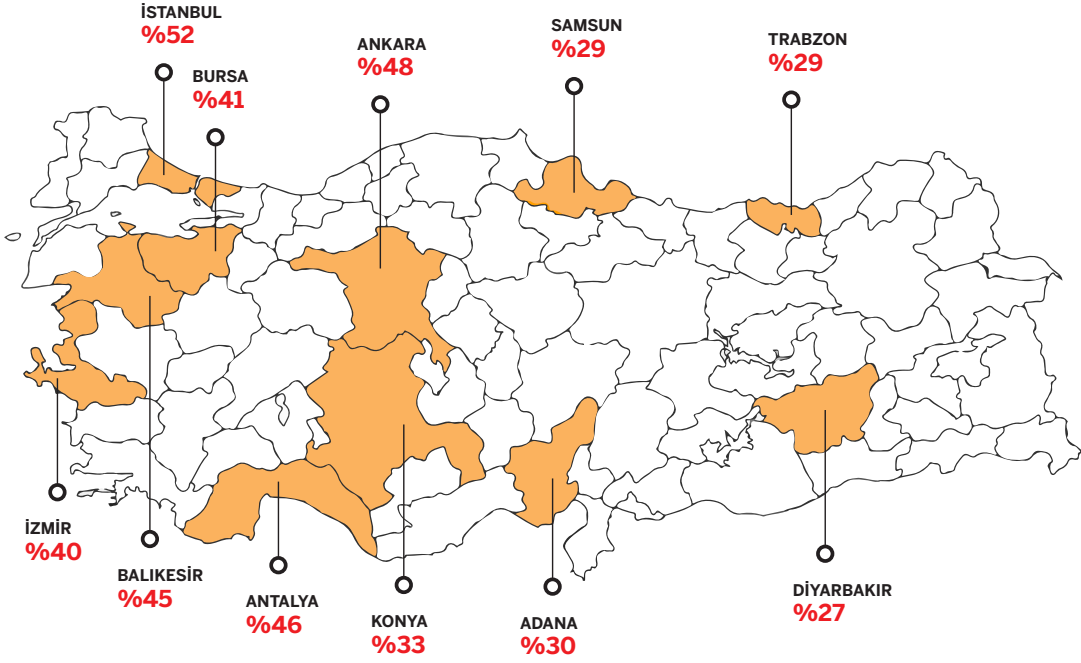 İSTANBUL
%52
BURSA
%41
ANKARA
%48
SAMSUN
%29
TRABZON
%29
İZMİR
%40
BALIKESİR
%45
ANTALYA
%46
KONYA
%33
ADANA
%30
DİYARBAKIR
%27